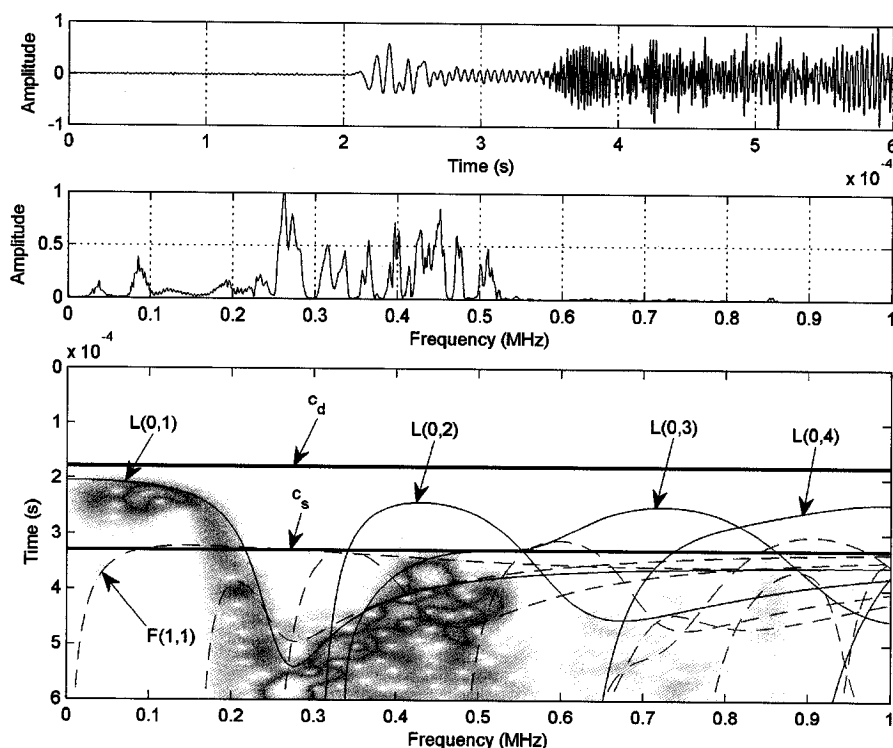 1
0
-1
Amplitude
0 1 2 3 4 5 6
Time (s)
x 10⁻⁴
1
0.5
0
Amplitude
0 0.1 0.2 0.3 0.4 0.5 0.6 0.7 0.8 0.9 1
Frequency (MHz)
x 10⁻⁴
0
1
2
3
4
5
6
Time (s)
L(0,1)
c_d
L(0,2)
L(0,3)
L(0,4)
c_s
F(1,1)
0 0.1 0.2 0.3 0.4 0.5 0.6 0.7 0.8 0.9 1
Frequency (MHz)